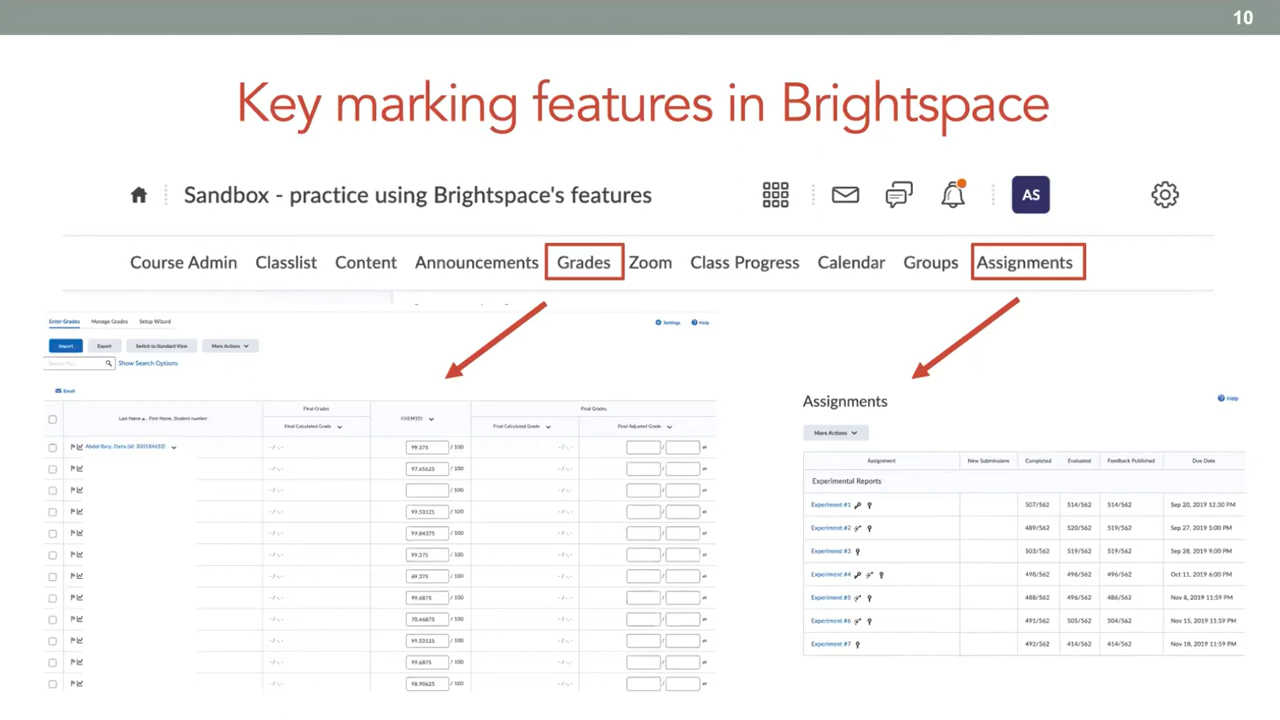 10
Key marking features in Brightspace
Sandbox - practice using Brightspace's features
AS
Course Admin Classlist Content Announcements Grades Zoom Class Progress Calendar Groups Assignments
Enter Grades Manage Grades Setup Wizard
Settings Help
Import Export Switch to Standard View More Actions
Show Search Options
Email
Final Grades
Final Grades
Last Name, First Name, Student number
CHEM101
Final Calculated Grade
Final Calculated Grade
Final Adjusted Grade
- / -, -
99.375 / 100
- / -, -
/
- / -, -
97.65625 / 100
- / -, -
/
- / -, -
/ 100
- / -, -
/
- / -, -
99.53125 / 100
- / -, -
/
- / -, -
99.84375 / 100
- / -, -
/
- / -, -
99.375 / 100
- / -, -
/
- / -, -
69.375 / 100
- / -, -
/
- / -, -
99.6875 / 100
- / -, -
/
- / -, -
70.46875 / 100
- / -, -
/
- / -, -
99.53125 / 100
- / -, -
/
- / -, -
99.6875 / 100
- / -, -
/
- / -, -
98.90625 / 100
- / -, -
/
Assignments
Help
More Actions
Assignment New Submissions Completed Evaluated Feedback Published Due Date
Experimental Reports
Experiment #1 507/562 514/562 514/562 Sep 20, 2019 12:30 PM
Experiment #2 489/562 520/562 519/562 Sep 27, 2019 5:00 PM
Experiment #3 503/562 519/562 519/562 Sep 28, 2019 9:00 PM
Experiment #4 498/562 496/562 496/562 Oct 11, 2019 6:00 PM
Experiment #5 488/562 496/562 486/562 Nov 8, 2019 11:59 PM
Experiment #6 491/562 505/562 504/562 Nov 15, 2019 11:59 PM
Experiment #7 492/562 414/562 414/562 Nov 18, 2019 11:59 PM